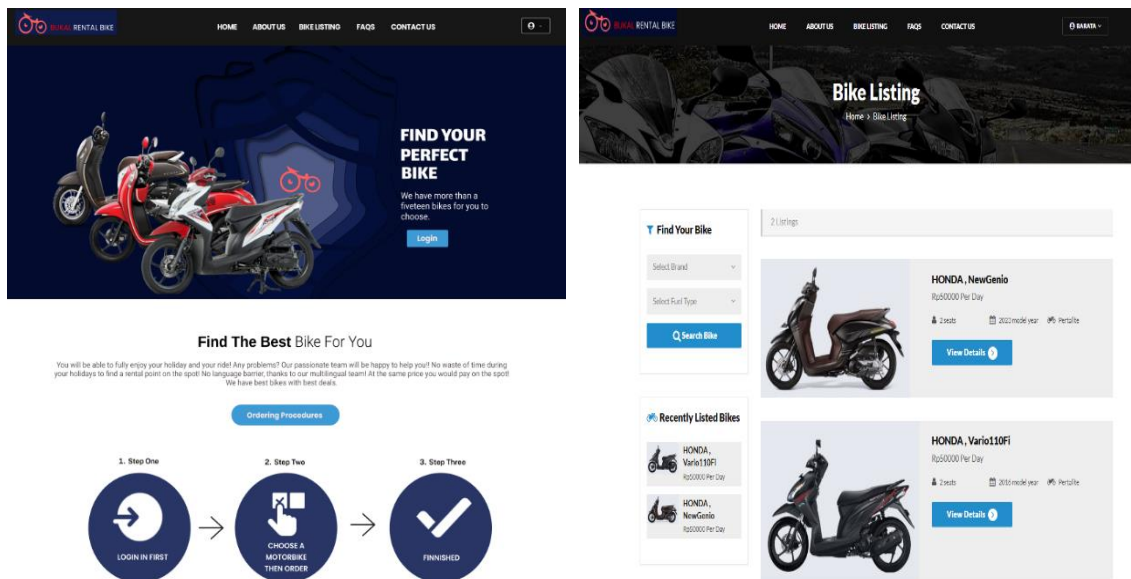 BUKAL RENTAL BIKE
HOME ABOUT US BIKE LISTING FAQS CONTACT US
FIND YOUR
PERFECT
BIKE
We have more than a
fiveteen bikes for you to
choose.
Login
Find The Best Bike For You
You will be able to fully enjoy your holiday and your ride! Any problems? Our passionate team will be happy to help you!! No waste of time during
your holidays to find a rental point on the spot! No language barrier, thanks to our multilingual team! At the same price you would pay on the spot!
We have best bikes with best deals.
Ordering Procedures
1. Step One 2. Step Two 3. Step Three
LOGIN IN FIRST
CHOOSE A
MOTORBIKE
THEN ORDER
FINNISHED
BUKAL RENTAL BIKE
HOME ABOUT US BIKE LISTING FAQS CONTACT US
BARATA
Bike Listing
Home > Bike Listing
Find Your Bike
Select Brand
Select Fuel Type
Search Bike
Recently Listed Bikes
HONDA ,
Vario110Fi
Rp50000 Per Day
HONDA ,
NewGenio
Rp50000 Per Day
2 Listings
HONDA , NewGenio
Rp50000 Per Day
2 seats model year Pertalite
View Details
HONDA , Vario110Fi
Rp50000 Per Day
2 seats 2016 model year Pertalite
View Details